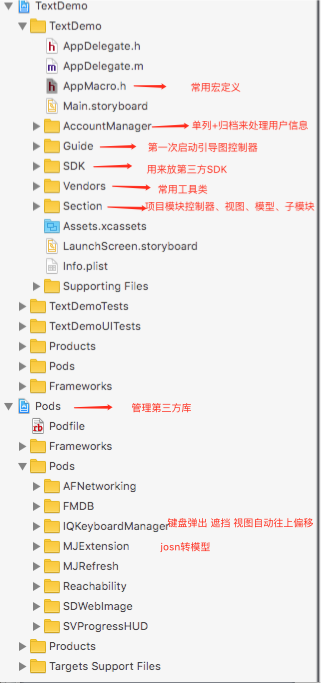 TextDemo
TextDemo
h AppDelegate.h
m AppDelegate.m
h AppMacro.h 常用宏定义
Main.storyboard
AccountManager 单列+归档来处理用户信息
Guide 第一次启动引导图控制器
SDK 用来放第三方SDK
Vendors 常用工具类
Section 项目模块控制器、视图、模型、子模块
Assets.xcassets
LaunchScreen.storyboard
Info.plist
Supporting Files
TextDemoTests
TextDemoUITests
Products
Pods
Frameworks
Pods 管理第三方库
rb Podfile
Frameworks
Pods
AFNetworking
FMDB
IQKeyboardManager 键盘弹出 遮挡 视图自动往上偏移
MJExtension josn转模型
MJRefresh
Reachability
SDWebImage
SVProgressHUD
Products
Targets Support Files